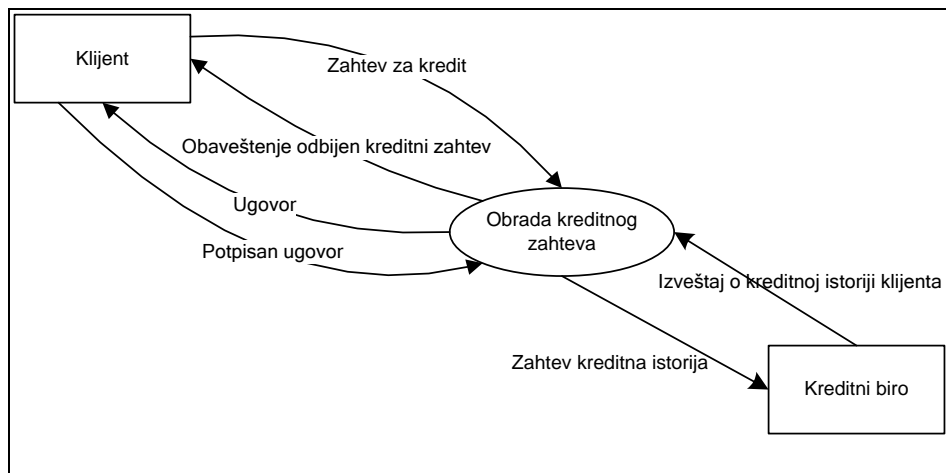 Klijent
Zahtev za kredit
Obaveštenje odbijen kreditni zahtev
Ugovor
Obrada kreditnog
zahteva
Potpisan ugovor
Izveštaj o kreditnoj istoriji klijenta
Zahtev kreditna istorija
Kreditni biro